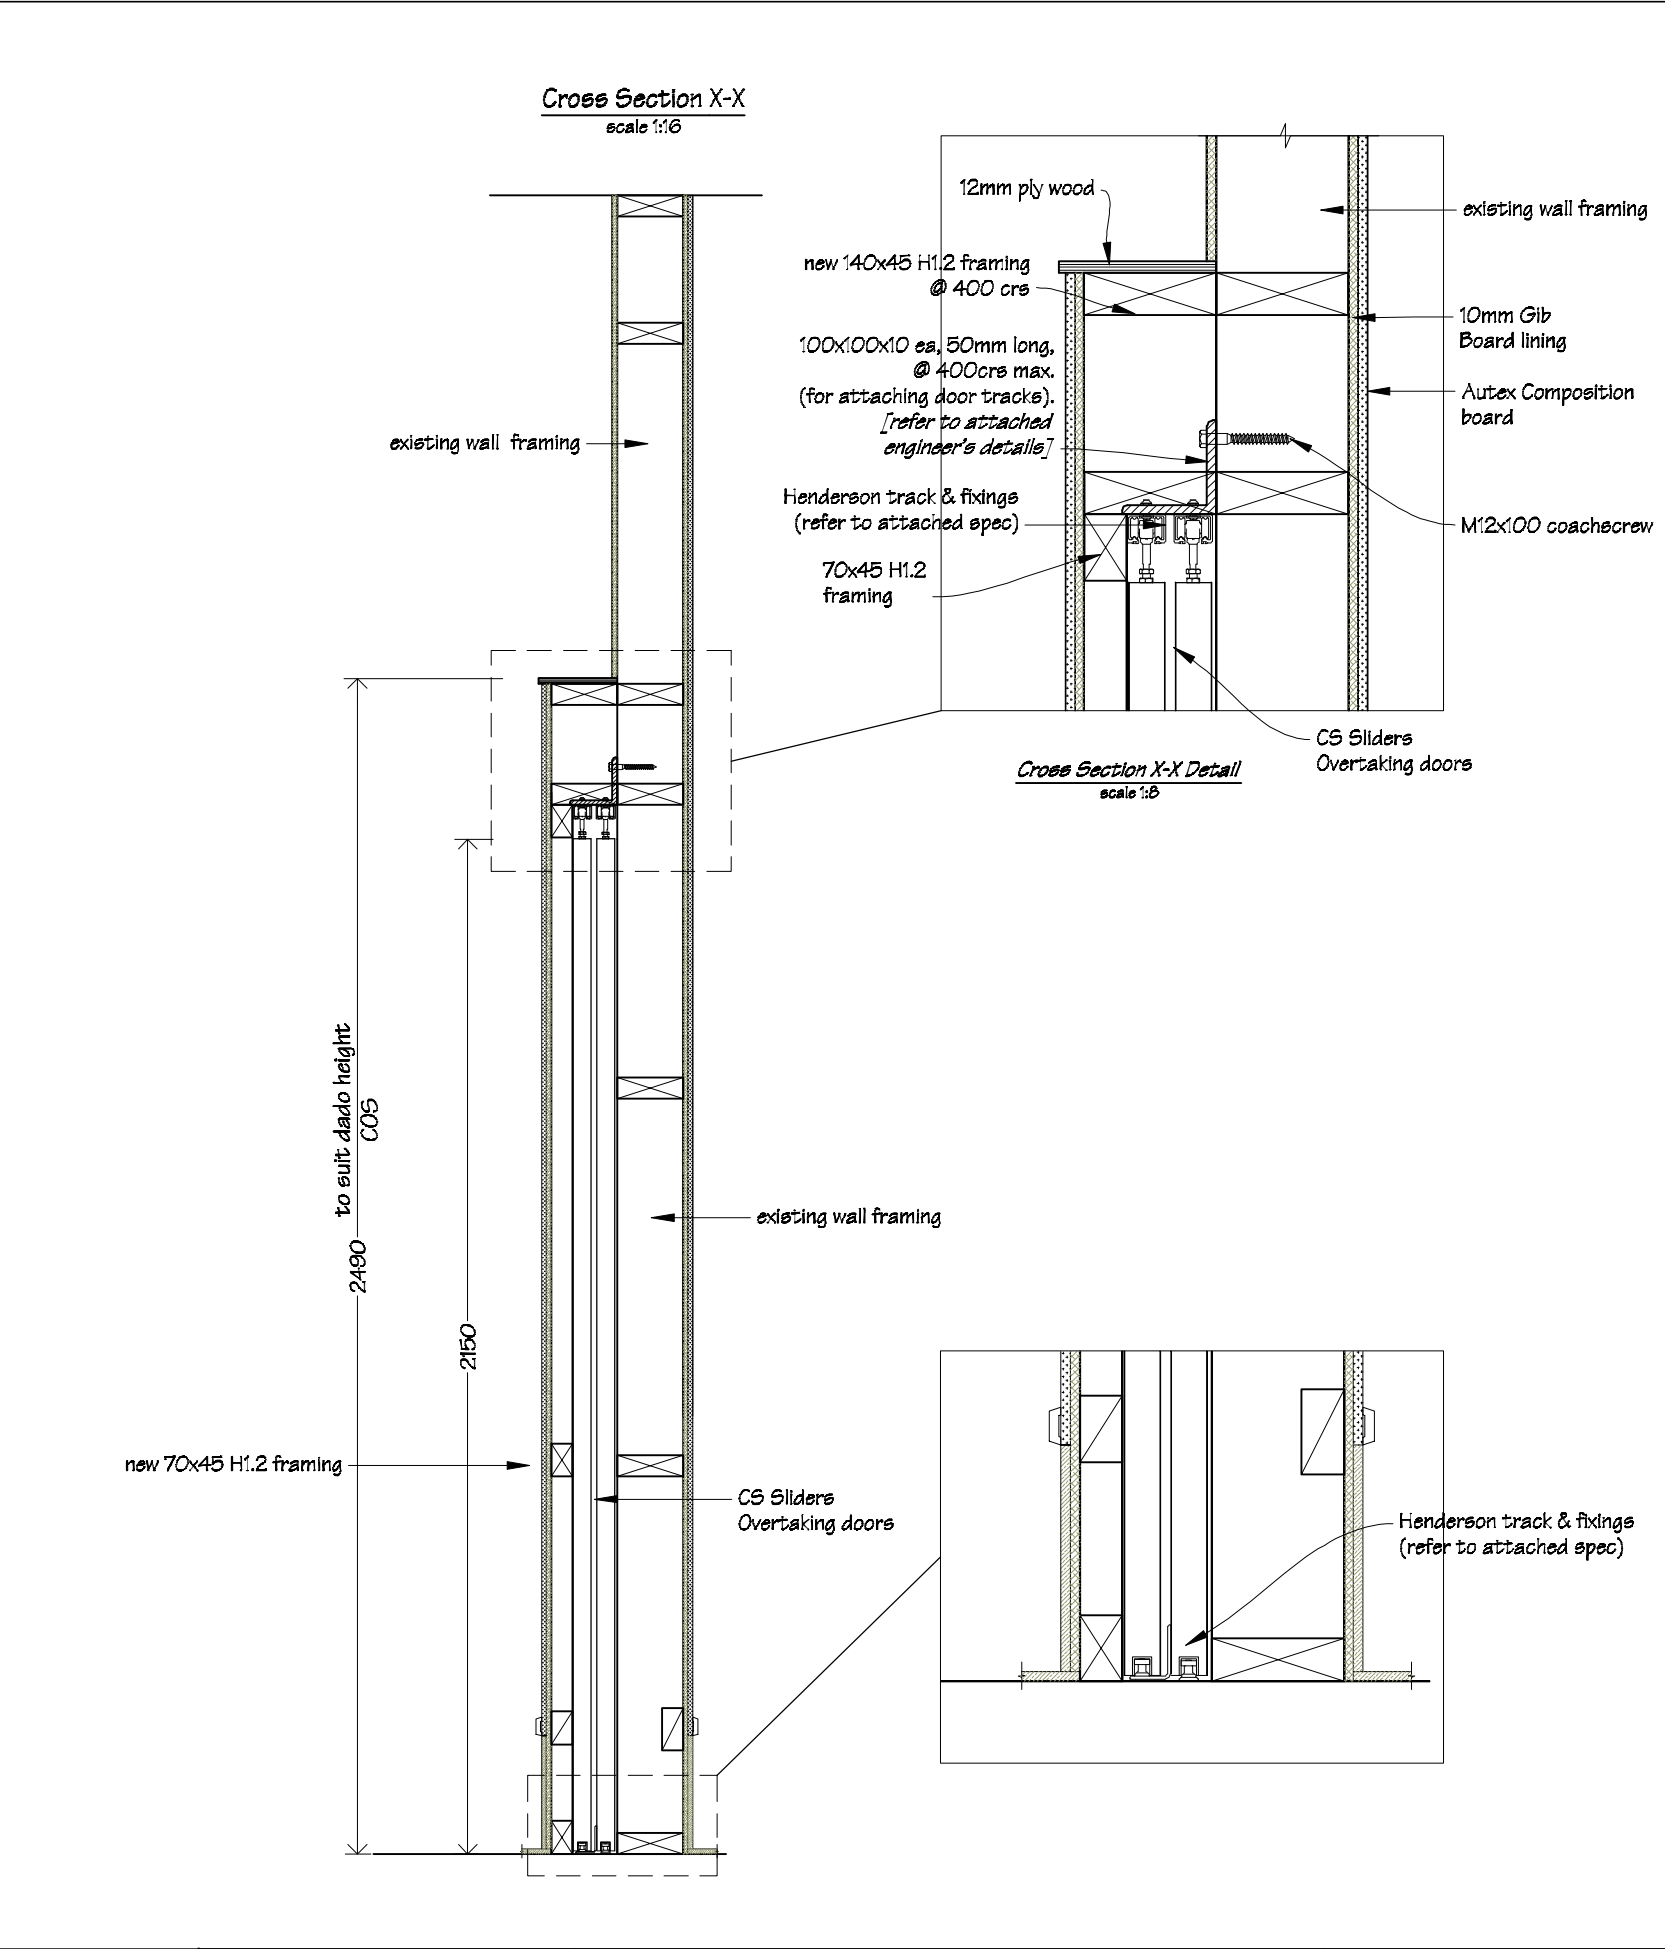 Cross Section X-X
scale 1:16
12mm ply wood
existing wall framing
new 140x45 H1.2 framing
@ 400 crs
10mm Gib
Board lining
100x100x10 ea, 50mm long,
@ 400crs max.
(for attaching door tracks).
[refer to attached
engineer's details]
Autex Composition
board
existing wall framing
Henderson track & fixings
(refer to attached spec)
M12x100 coachscrew
70x45 H1.2
framing
CS Sliders
Overtaking doors
Cross Section X-X Detail
scale 1:8
to suit dado height
COS
2490
2150
existing wall framing
new 70x45 H1.2 framing
CS Sliders
Overtaking doors
Henderson track & fixings
(refer to attached spec)